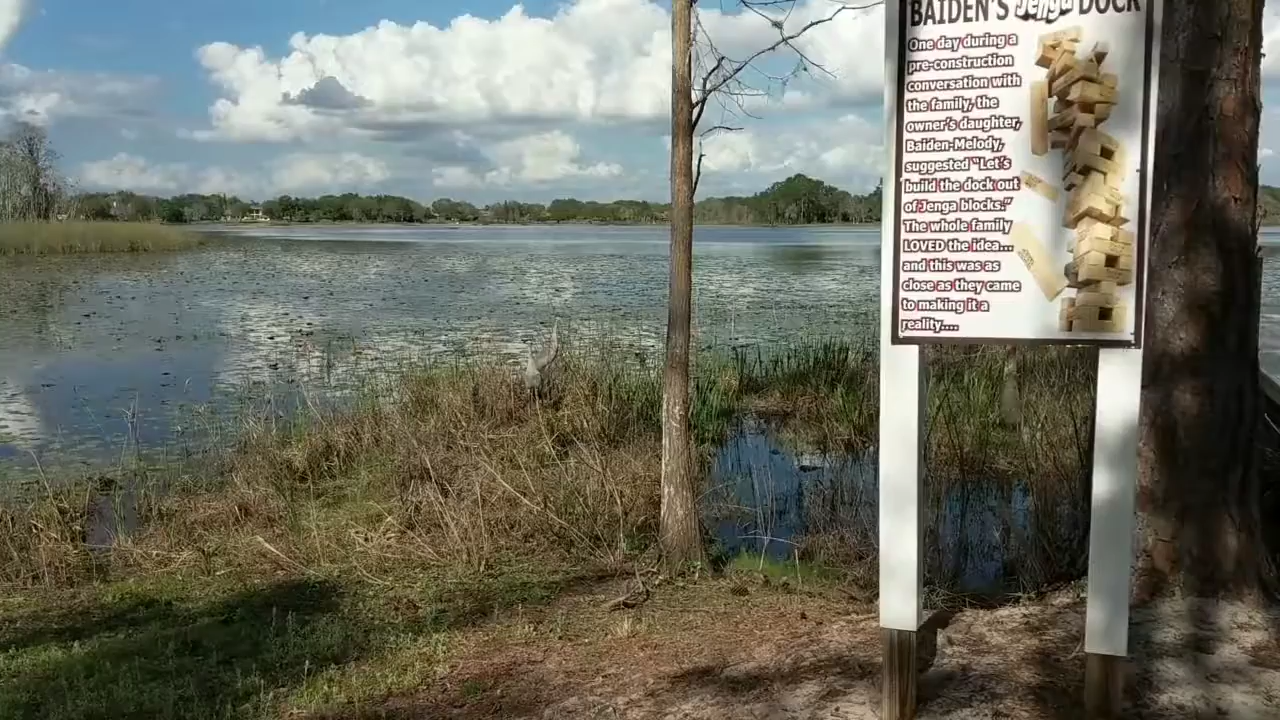 BAIDEN'S Jenga DOCK
One day during a
pre-construction
conversation with
the family, the
owner's daughter,
Baiden-Melody,
suggested "Let's
build the dock out
of Jenga blocks."
The whole family
LOVED the idea...
and this was as
close as they came
to making it a
reality....